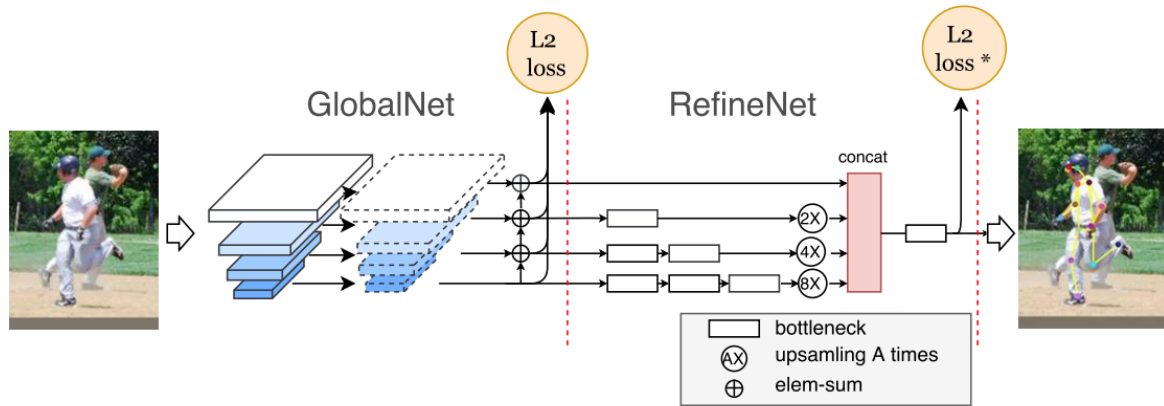 L2
loss
L2
loss *
GlobalNet
RefineNet
concat
2X
4X
8X
bottleneck
AX
upsamling A times
elem-sum